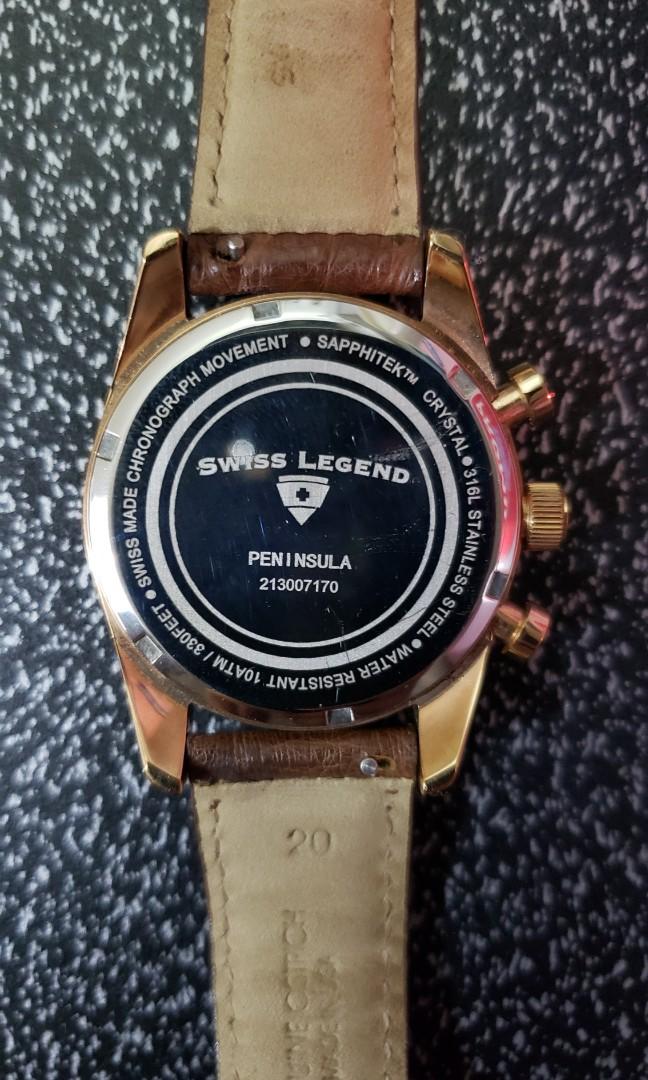 SWISS MADE CHRONOGRAPH MOVEMENT ● SAPPHITEK™ CRYSTAL ● 316L STAINLESS STEEL ● WATER RESISTANT 10ATM / 330FEET ●
SWISS LEGEND
PENINSULA
213007170
20